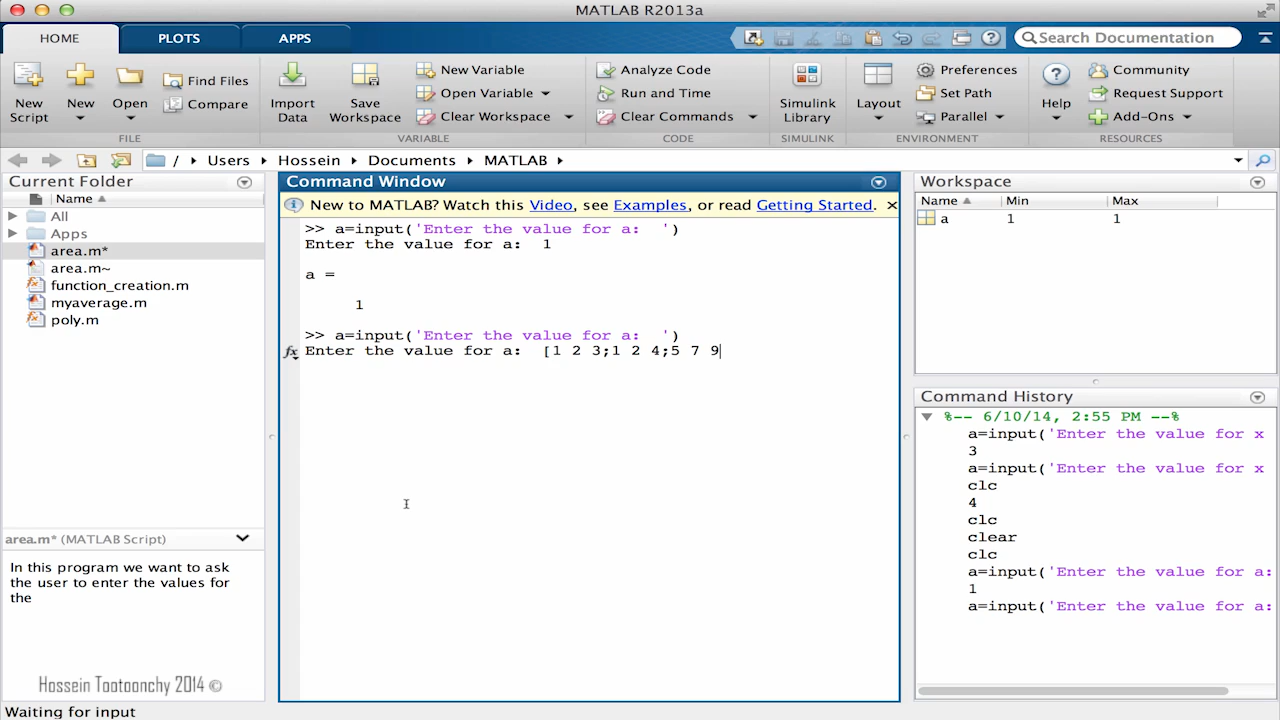 MATLAB R2013a
HOME PLOTS APPS Search Documentation
New Script New Open Find Files Compare Import Data Save Workspace New Variable Open Variable Clear Workspace Analyze Code Run and Time Clear Commands Simulink Library Layout Preferences Set Path Parallel Help Community Request Support Add-Ons
FILE VARIABLE CODE SIMULINK ENVIRONMENT RESOURCES
/ Users Hossein Documents MATLAB
Current Folder
Name
All
Apps
area.m*
area.m~
function_creation.m
myaverage.m
poly.m
area.m* (MATLAB Script)
In this program we want to ask
the user to enter the values for
the
Hossein Tootoonchy 2014 ©
Waiting for input
Command Window
New to MATLAB? Watch this Video, see Examples, or read Getting Started.
>> a=input('Enter the value for a:  ')
Enter the value for a:  1
a =
1
>> a=input('Enter the value for a:  ')
fx Enter the value for a:  [1 2 3;1 2 4;5 7 9
Workspace
Name Min Max
a 1 1
Command History
%-- 6/10/14, 2:55 PM --%
a=input('Enter the value for x
3
a=input('Enter the value for x
clc
4
clc
clear
clc
a=input('Enter the value for a:
1
a=input('Enter the value for a: